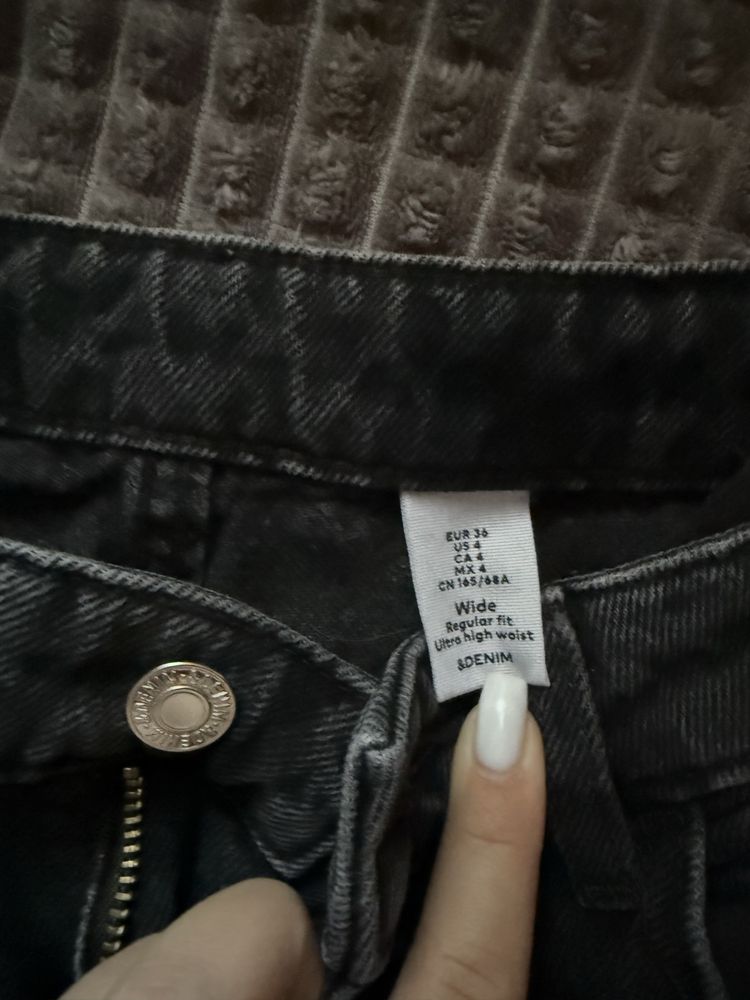 EUR 36
US 4
CA 4
MX 4
CN 165/68A
Wide
Regular fit
Ultra high waist
&DENIM